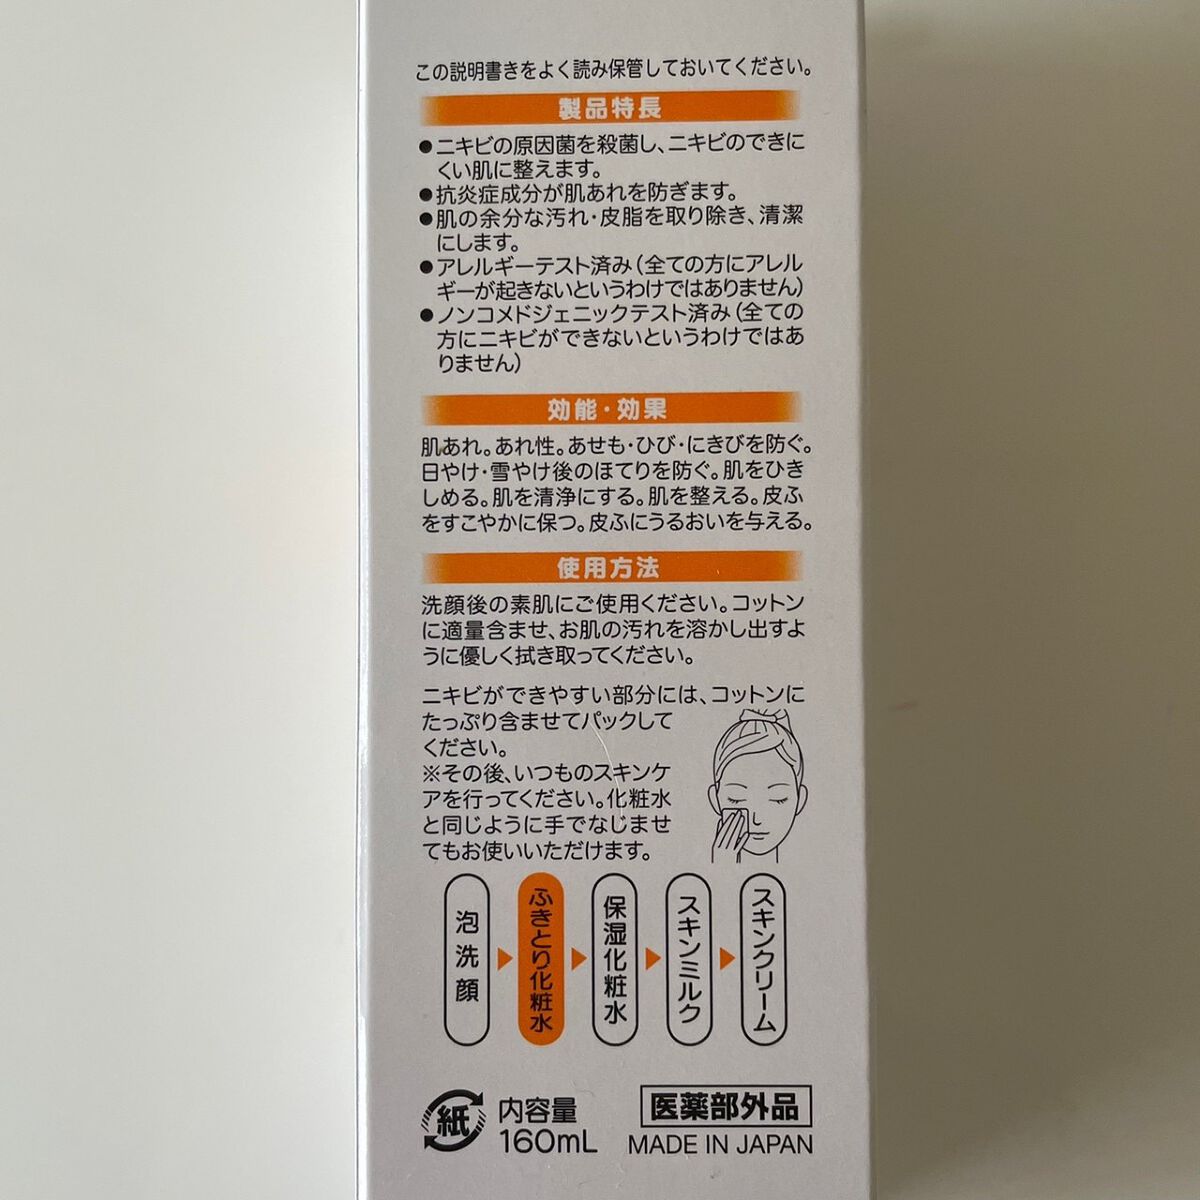 この説明書きをよく読み保管しておいてください。
製品特長
●ニキビの原因菌を殺菌し、ニキビのできに
くい肌に整えます。
●抗炎症成分が肌あれを防ぎます。
●肌の余分な汚れ・皮脂を取り除き、清潔
にします。
●アレルギーテスト済み(全ての方にアレル
ギーが起きないというわけではありません)
●ノンコメドジェニックテスト済み(全ての
方にニキビができないというわけではあ
りません)
効能・効果
肌あれ。あれ性。あせも・ひび・にきびを防ぐ。
日やけ・雪やけ後のほてりを防ぐ。肌をひき
しめる。肌を清浄にする。肌を整える。皮ふ
をすこやかに保つ。皮ふにうるおいを与える。
使用方法
洗顔後の素肌にご使用ください。コットン
に適量含ませ、お肌の汚れを溶かし出すよ
うに優しく拭き取ってください。
ニキビができやすい部分には、コットンに
たっぷり含ませてパックして
ください。
※その後、いつものスキンケ
アを行ってください。化粧水
と同じように手でなじませ
てもお使いいただけます。
泡洗顔
ふきとり化粧水
保湿化粧水
スキンミルク
スキンクリーム
紙
内容量
160mL
医薬部外品
MADE IN JAPAN